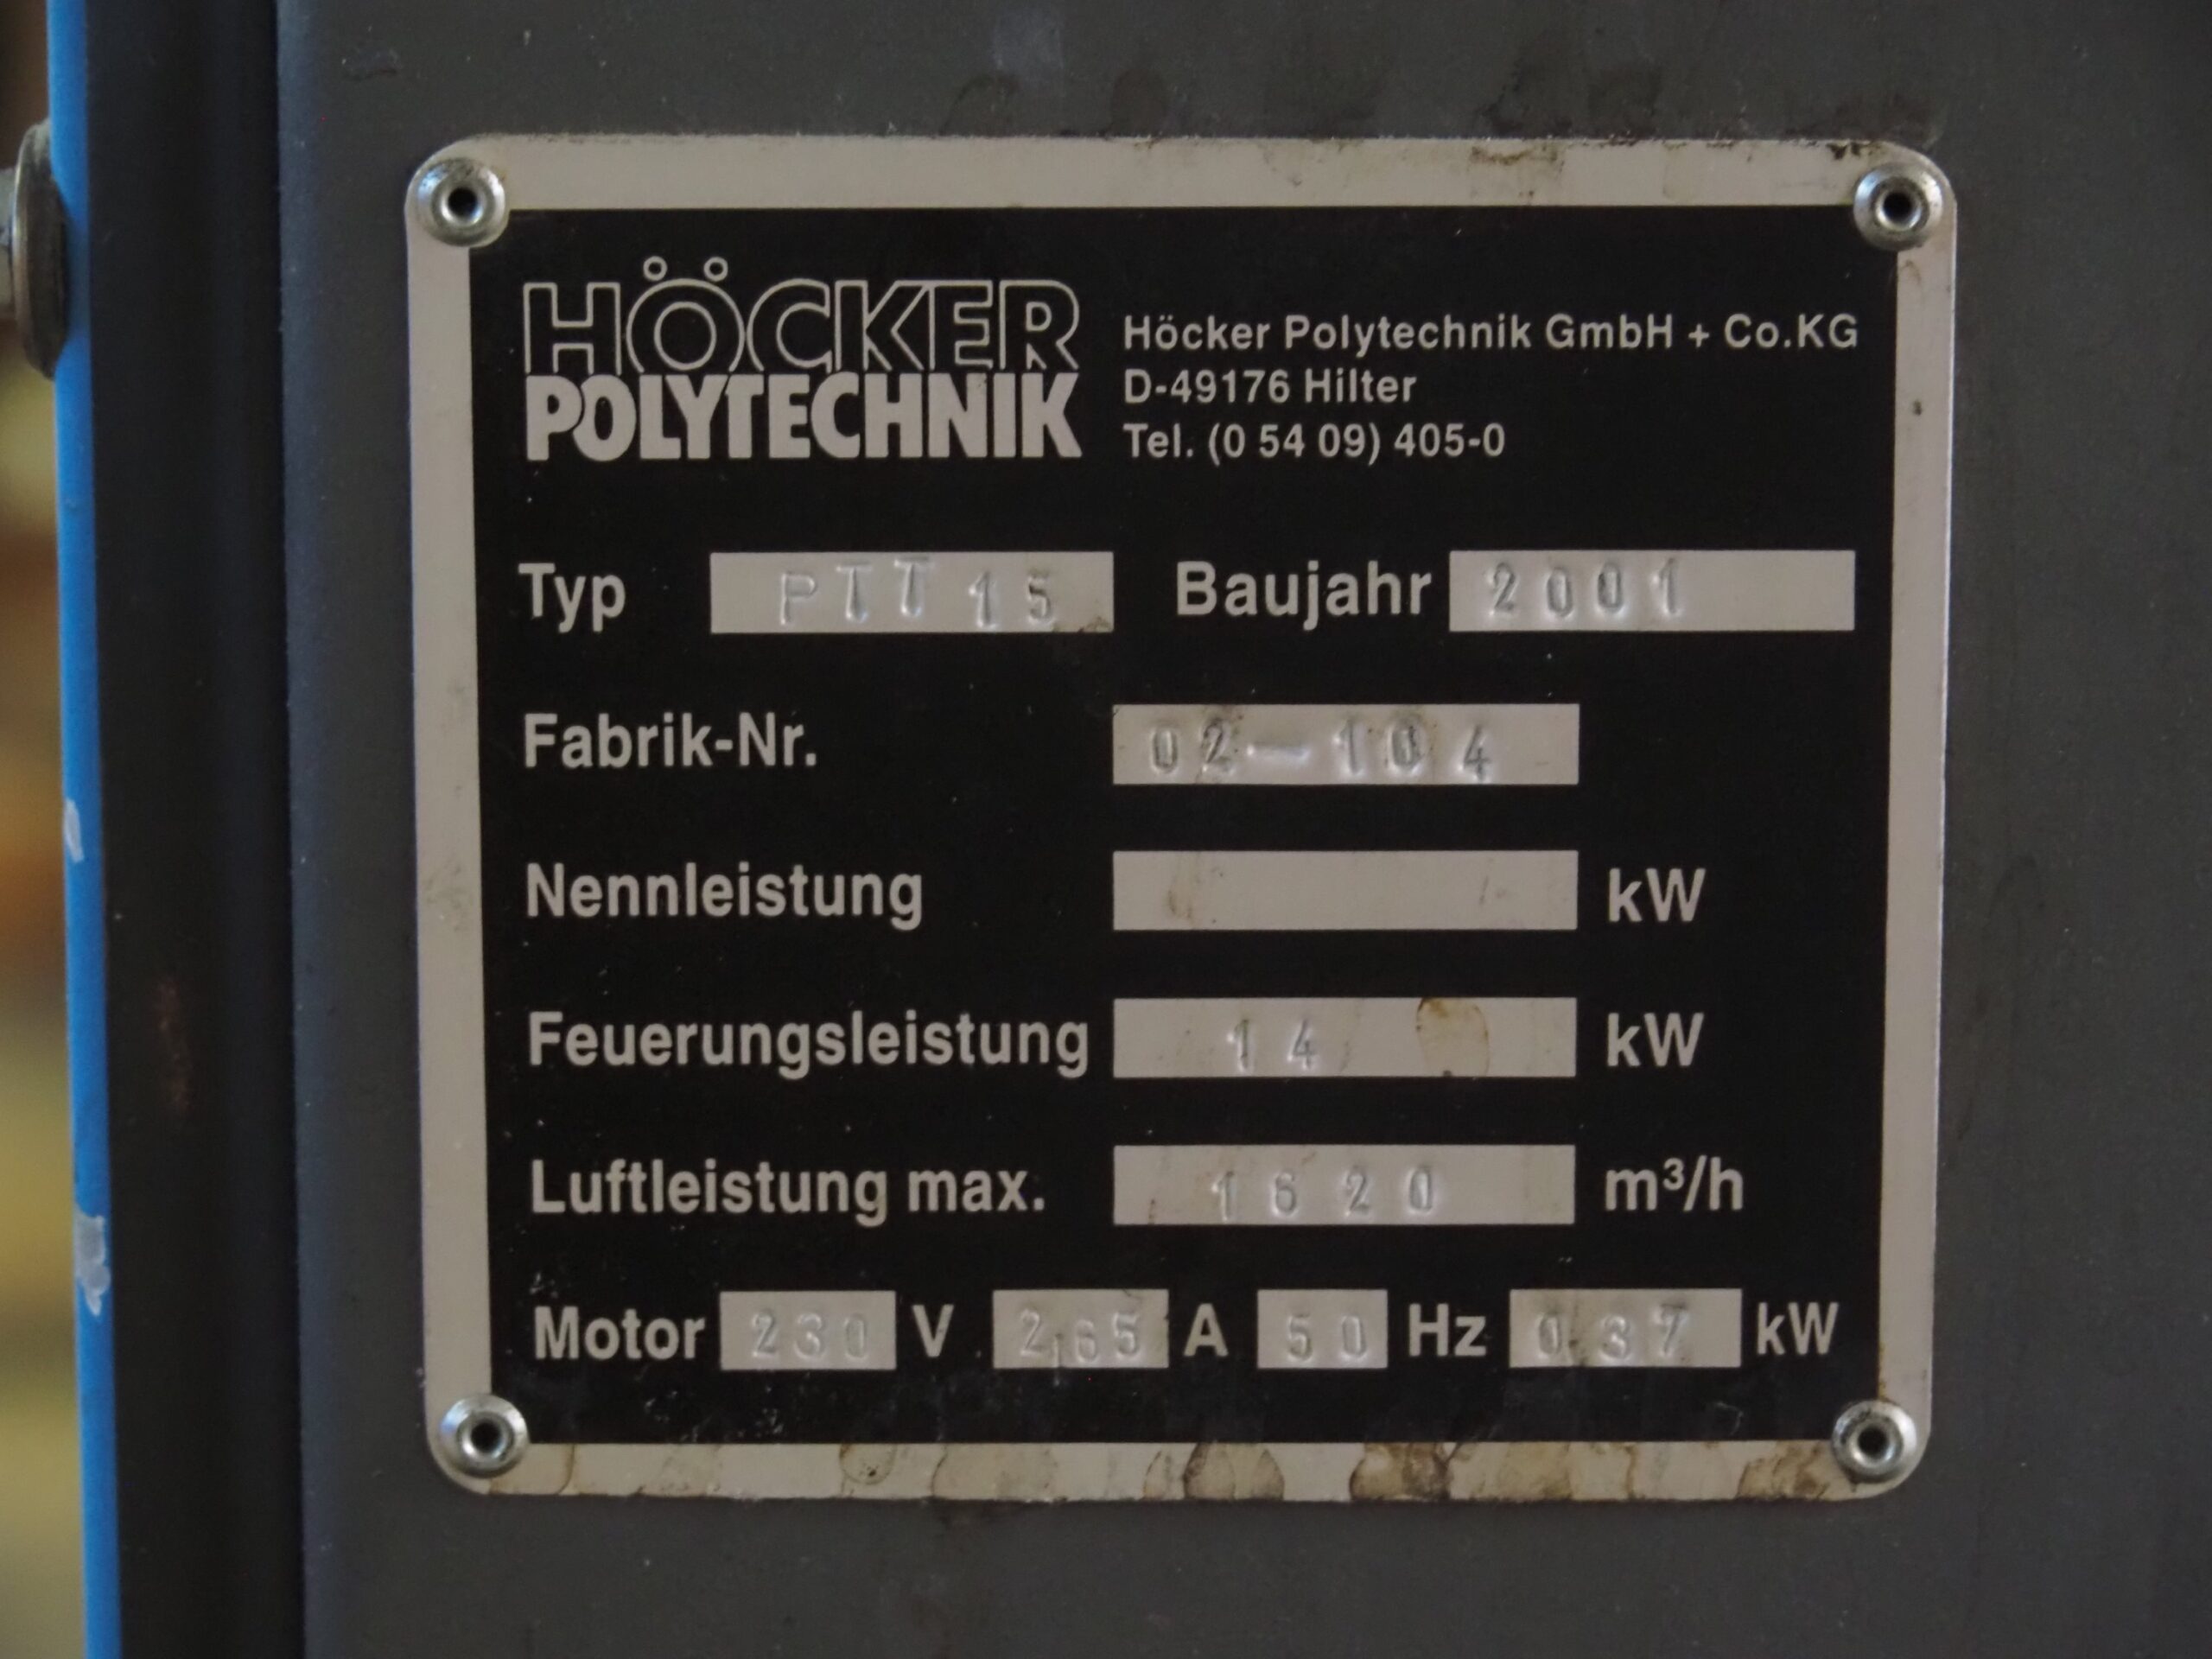 HÖCKER
POLYTECHNIK
Höcker Polytechnik GmbH + Co.KG
D-49176 Hilter
Tel. (0 54 09) 405-0
Typ PTT 15 Baujahr 2001
Fabrik-Nr. 02-104
Nennleistung kW
Feuerungsleistung 14 kW
Luftleistung max. 1620 m³/h
Motor 230 V 2,65 A 50 Hz 0.37 kW